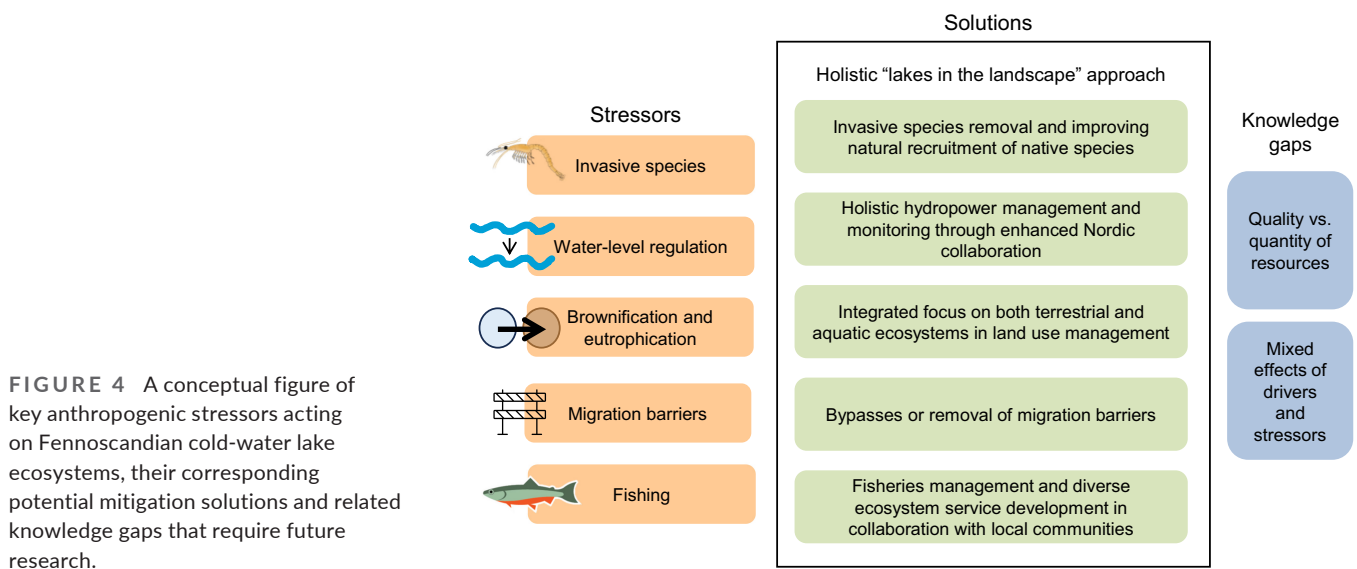 Solutions
Holistic “lakes in the landscape” approach
Stressors
Invasive species
Water-level regulation
Brownification and
eutrophication
Migration barriers
Fishing
Invasive species removal and improving
natural recruitment of native species
Holistic hydropower management and
monitoring through enhanced Nordic
collaboration
Integrated focus on both terrestrial and
aquatic ecosystems in land use management
Bypasses or removal of migration barriers
Fisheries management and diverse
ecosystem service development in
collaboration with local communities
Knowledge
gaps
Quality vs.
quantity of
resources
Mixed
effects of
drivers
and
stressors
FIGURE 4 A conceptual figure of
key anthropogenic stressors acting
on Fennoscandian cold-water lake
ecosystems, their corresponding
potential mitigation solutions and related
knowledge gaps that require future
research.